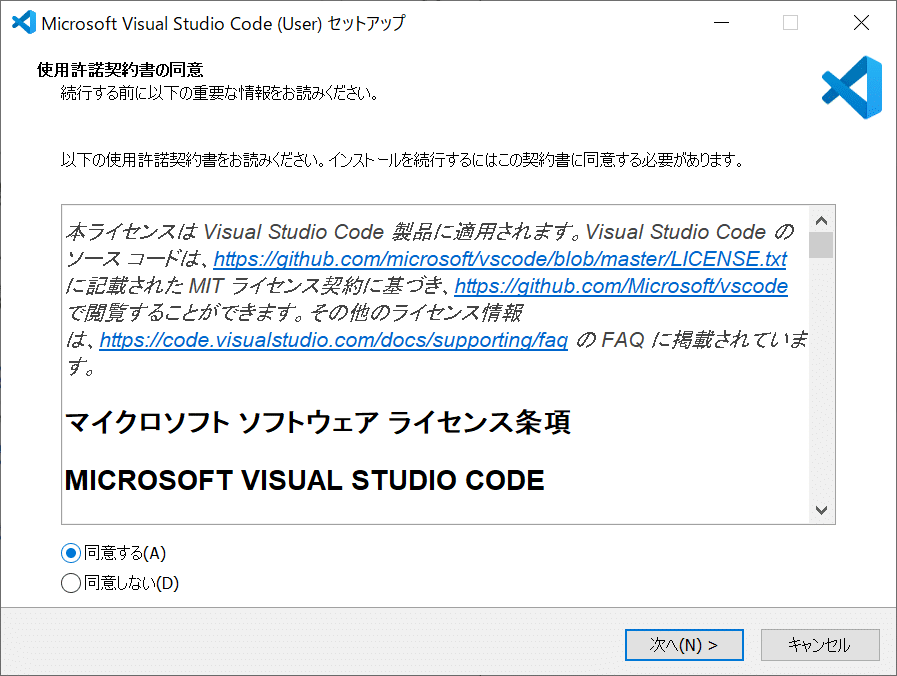 Microsoft Visual Studio Code (User) セットアップ
使用許諾契約書の同意
続行する前に以下の重要な情報をお読みください。
以下の使用許諾契約書をお読みください。インストールを続行するにはこの契約書に同意する必要があります。
本ライセンスは Visual Studio Code 製品に適用されます。Visual Studio Code の
ソース コードは、https://github.com/microsoft/vscode/blob/master/LICENSE.txt
に記載された MIT ライセンス契約に基づき、https://github.com/Microsoft/vscode
で閲覧することができます。その他のライセンス情報
は、https://code.visualstudio.com/docs/supporting/faq の FAQ に掲載されていま
す。
マイクロソフト ソフトウェア ライセンス条項
MICROSOFT VISUAL STUDIO CODE
同意する(A)
同意しない(D)
次へ(N) >
キャンセル